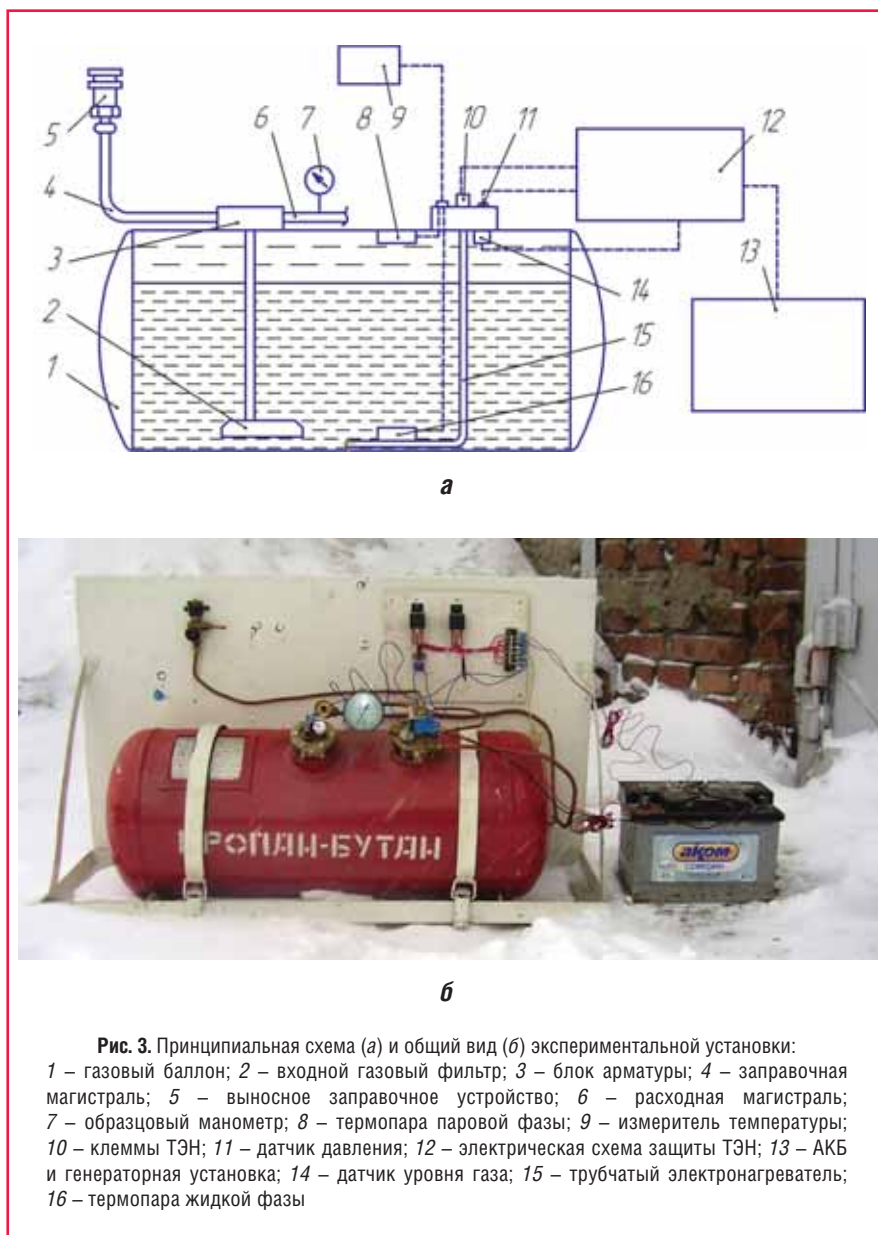 5 6 7 8 9 10 11 12
4
3
2
1
13
14
15
16
а
ПРОПАН-БУТАН
аком
б
Рис. 3. Принципиальная схема (а) и общий вид (б) экспериментальной установки:
1 – газовый баллон; 2 – входной газовый фильтр; 3 – блок арматуры; 4 – заправочная
магистраль; 5 – выносное заправочное устройство; 6 – расходная магистраль;
7 – образцовый манометр; 8 – термопара паровой фазы; 9 – измеритель температуры;
10 – клеммы ТЭН; 11 – датчик давления; 12 – электрическая схема защиты ТЭН; 13 – АКБ
и генераторная установка; 14 – датчик уровня газа; 15 – трубчатый электронагреватель;
16 – термопара жидкой фазы